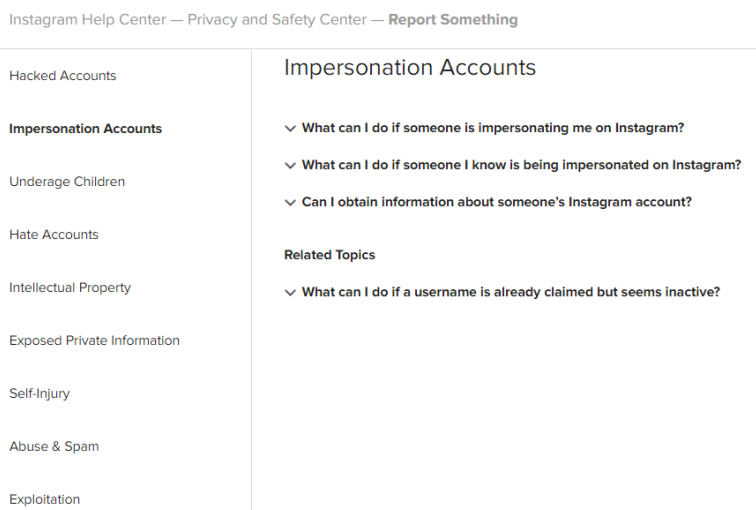 Instagram Help Center — Privacy and Safety Center — Report Something
Hacked Accounts
Impersonation Accounts
Underage Children
Hate Accounts
Intellectual Property
Exposed Private Information
Self-Injury
Abuse & Spam
Exploitation
Impersonation Accounts
What can I do if someone is impersonating me on Instagram?
What can I do if someone I know is being impersonated on Instagram?
Can I obtain information about someone’s Instagram account?
Related Topics
What can I do if a username is already claimed but seems inactive?